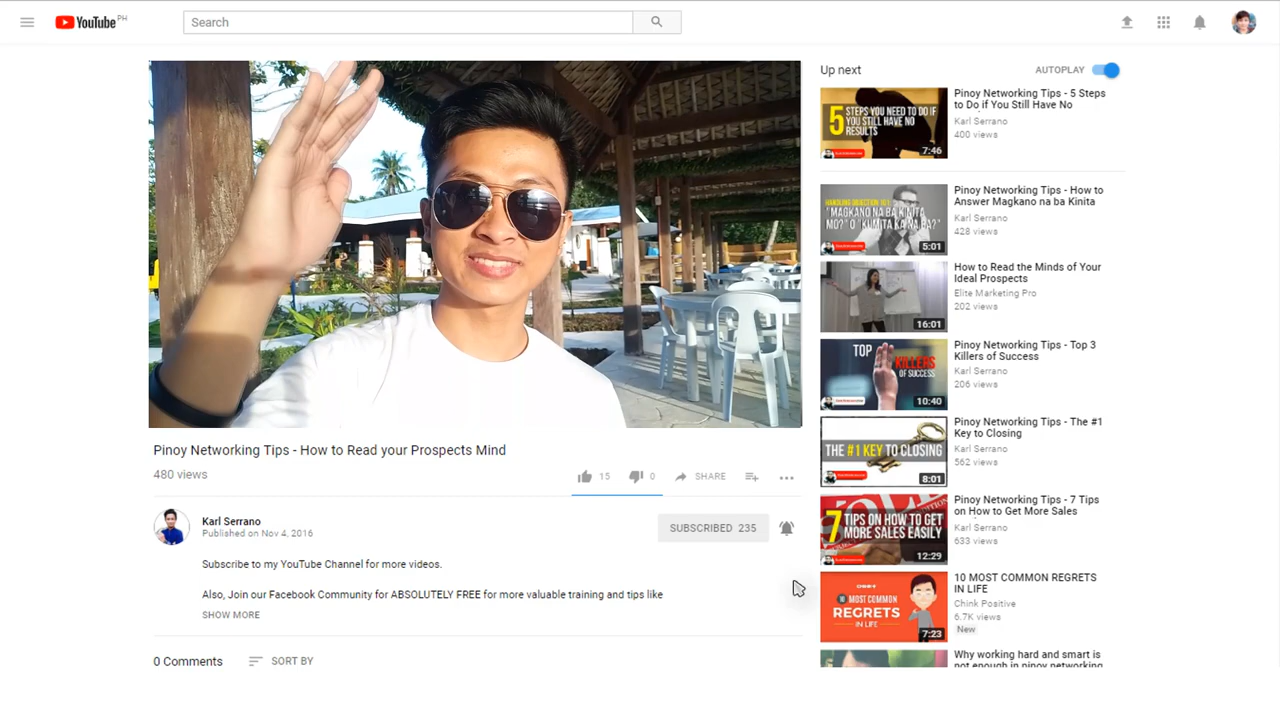 YouTube PH
Search
Up next
AUTOPLAY
5 STEPS YOU NEED TO DO IF
YOU STILL HAVE NO
RESULTS
7:46
Pinoy Networking Tips - 5 Steps
to Do if You Still Have No
Karl Serrano
400 views
HANDLING OBJECTION 101:
"MAGKANO NA BA KINITA
MO?" O "KUMITA KA NA BA?"
5:01
Pinoy Networking Tips - How to
Answer Magkano na ba Kinita
Karl Serrano
428 views
16:01
How to Read the Minds of Your
Ideal Prospects
Elite Marketing Pro
202 views
TOP
KILLERS
OF SUCCESS
10:40
Pinoy Networking Tips - Top 3
Killers of Success
Karl Serrano
206 views
THE #1 KEY TO CLOSING
8:01
Pinoy Networking Tips - The #1
Key to Closing
Karl Serrano
562 views
7 TIPS ON HOW TO GET
MORE SALES EASILY
12:29
Pinoy Networking Tips - 7 Tips
on How to Get More Sales
Karl Serrano
633 views
10 MOST COMMON
REGRETS
IN LIFE
7:23
10 MOST COMMON REGRETS
IN LIFE
Chink Positive
6.7K views
New
Why working hard and smart is
not enough in pinoy networking
Pinoy Networking Tips - How to Read your Prospects Mind
480 views
15
0
SHARE
Karl Serrano
Published on Nov 4, 2016
SUBSCRIBED 235
Subscribe to my YouTube Channel for more videos.
Also, Join our Facebook Community for ABSOLUTELY FREE for more valuable training and tips like
SHOW MORE
0 Comments
SORT BY